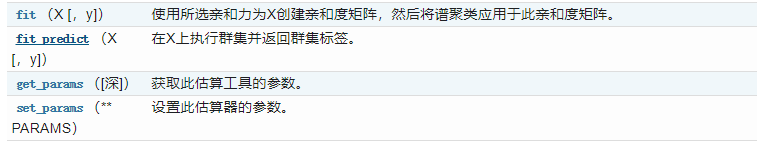 fit（X [，y]） 使用所选亲和力为X创建亲和度矩阵，然后将谱聚类应用于此亲和度矩阵。
fit_predict（X 在X上执行群集并返回群集标签。
[，y]）
get_params（[深]） 获取此估算工具的参数。
set_params（** 设置此估算器的参数。
PARAMS）